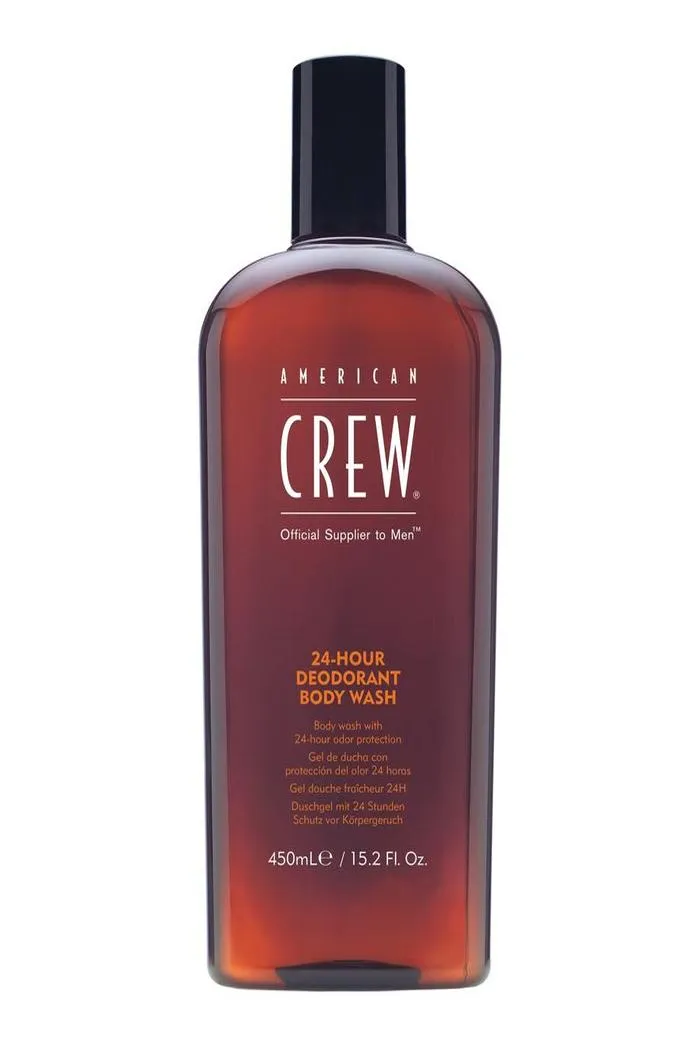 AMERICAN
CREW®
Official Supplier to Men™
24-HOUR
DEODORANT
BODY WASH
Body wash with
24-hour odor protection
Gel de ducha con
protección del olor 24 horas
Gel douche fraîcheur 24H
Duschgel mit 24 Stunden
Schutz vor Körpergeruch
450mL℮ / 15.2 Fl. Oz.